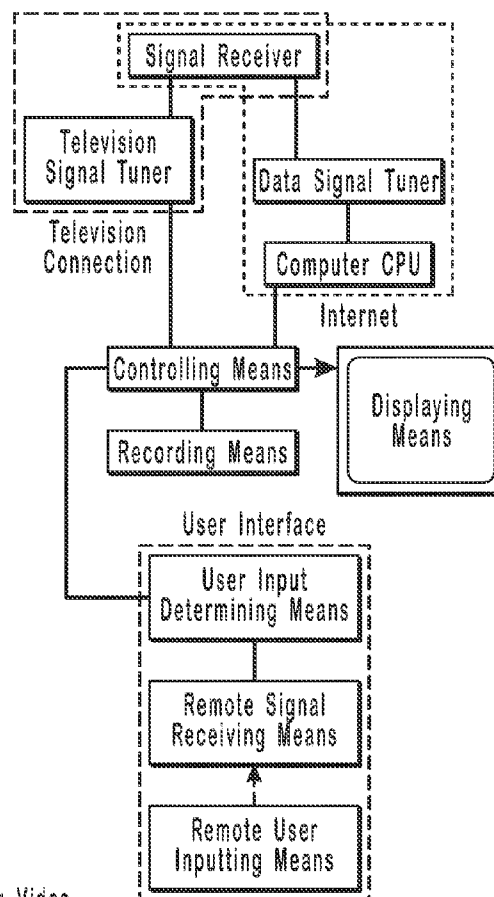 Signal Receiver
Television
Signal Tuner
Data Signal Tuner
Television
Connection
Computer CPU
Internet
Controlling Means
Displaying
Means
Recording Means
User Interface
User Input
Determining Means
Remote Signal
Receiving Means
Remote User
Inputting Means
Video